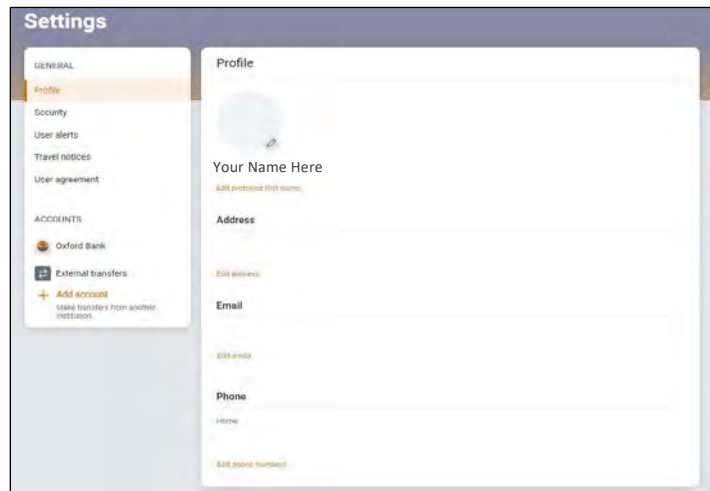 Settings
GENERAL
Profile
Security
User alerts
Travel notices
User agreement
ACCOUNTS
Oxford Bank
External transfers
Add account
Make transfers from another
institution.
Profile
Your Name Here
Edit preferred first name
Address
Edit address
Email
Edit email
Phone
Home
Edit phone numbers